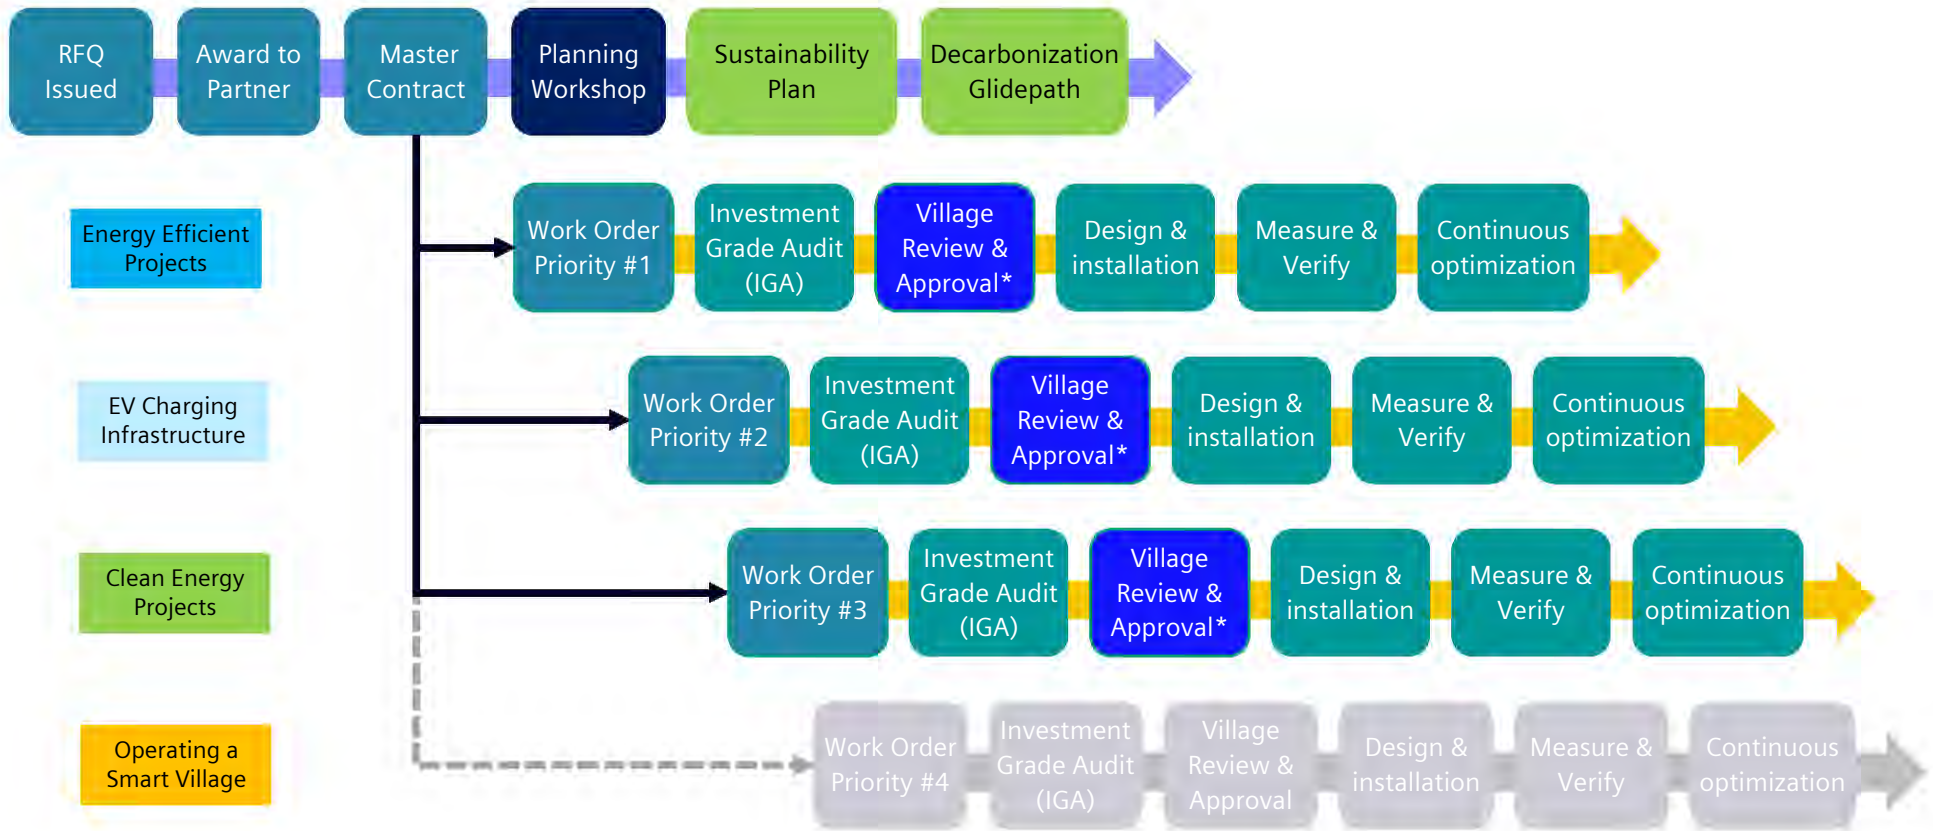 RFQ
Issued
Award to
Partner
Master
Contract
Planning
Workshop
Sustainability
Plan
Decarbonization
Glidepath
Energy Efficient
Projects
Work Order
Priority #1
Investment
Grade Audit
(IGA)
Village
Review &
Approval*
Design &
installation
Measure &
Verify
Continuous
optimization
EV Charging
Infrastructure
Work Order
Priority #2
Investment
Grade Audit
(IGA)
Village
Review &
Approval*
Design &
installation
Measure &
Verify
Continuous
optimization
Clean Energy
Projects
Work Order
Priority #3
Investment
Grade Audit
(IGA)
Village
Review &
Approval*
Design &
installation
Measure &
Verify
Continuous
optimization
Operating a
Smart Village
Work Order
Priority #4
Investment
Grade Audit
(IGA)
Village
Review &
Approval
Design &
installation
Measure &
Verify
Continuous
optimization